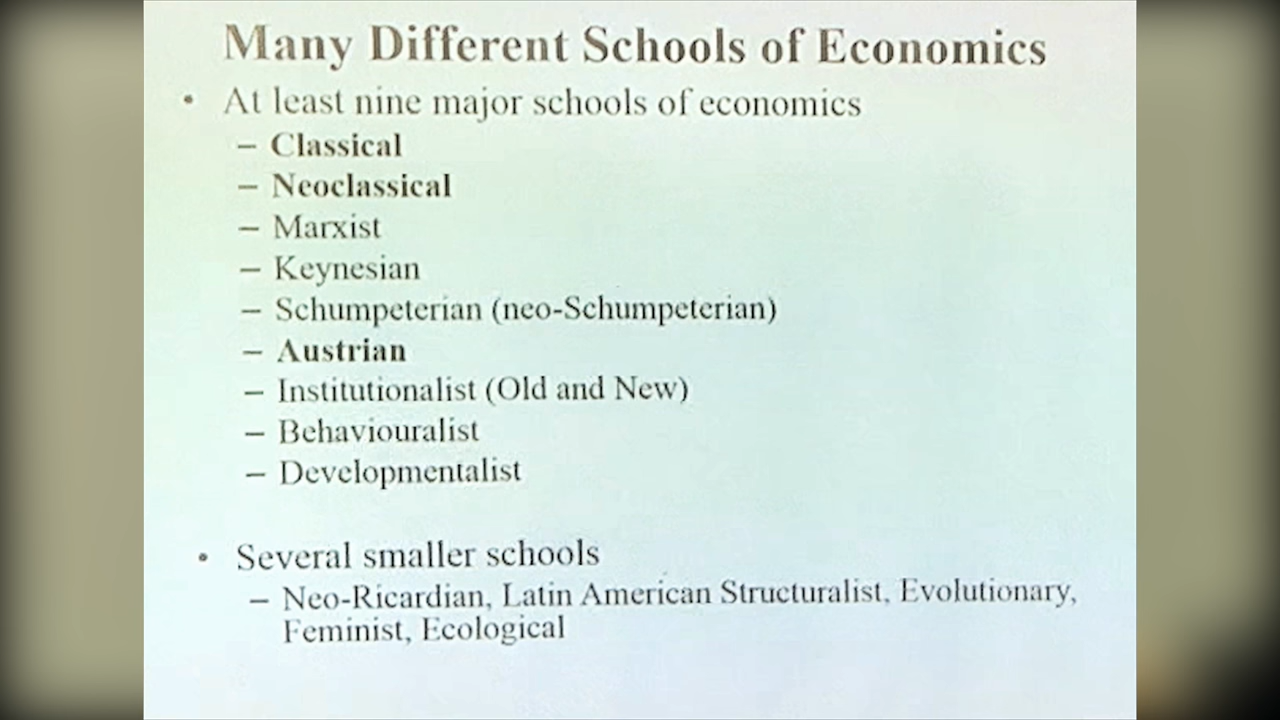 Many Different Schools of Economics
• At least nine major schools of economics
– Classical
– Neoclassical
– Marxist
– Keynesian
– Schumpeterian (neo-Schumpeterian)
– Austrian
– Institutionalist (Old and New)
– Behaviouralist
– Developmentalist
• Several smaller schools
– Neo-Ricardian, Latin American Structuralist, Evolutionary,
Feminist, Ecological